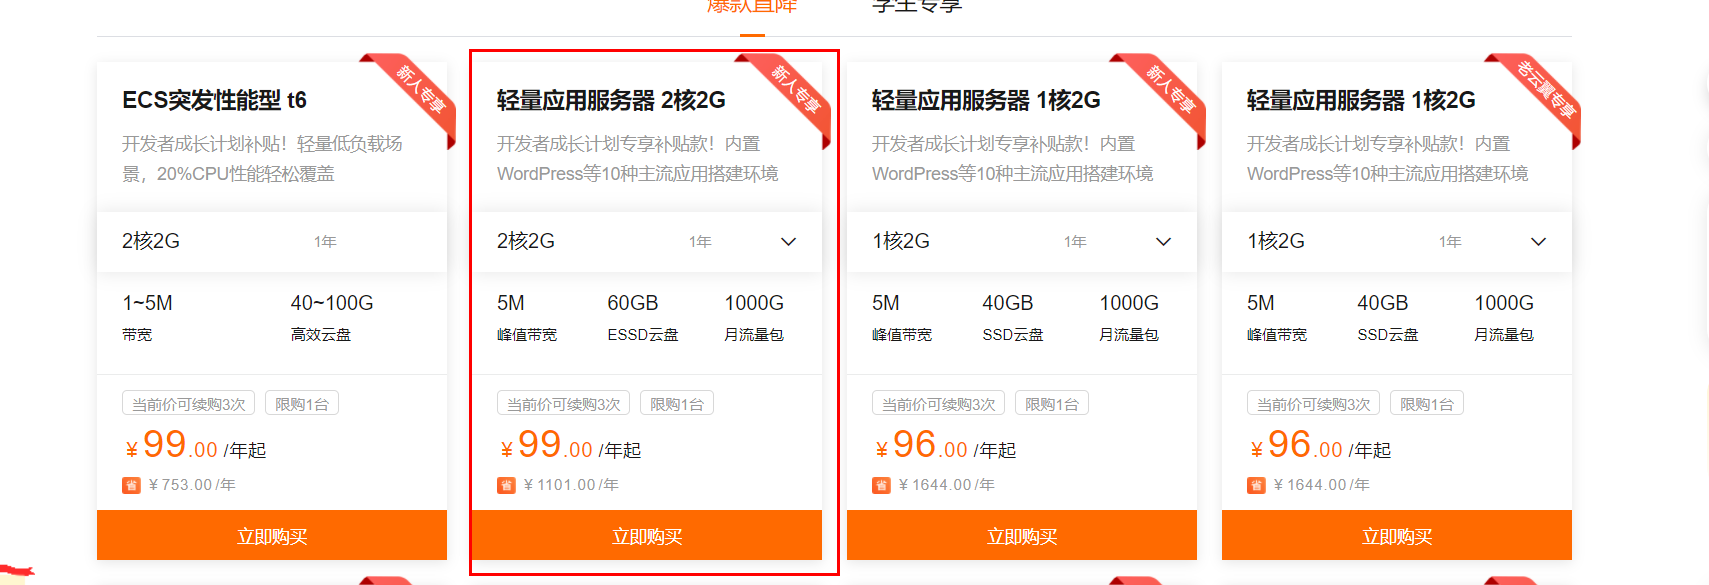 爆款直降
学生专享
新人专享
ECS突发性能型 t6
开发者成长计划补贴！轻量低负载场
景，20%CPU性能轻松覆盖
2核2G 1年
1~5M 40~100G
带宽 高效云盘
当前价可续购3次 限购1台
¥99.00 /年起
省 ¥753.00/年
立即购买
新人专享
轻量应用服务器 2核2G
开发者成长计划专享补贴款！内置
WordPress等10种主流应用搭建环境
2核2G 1年
5M 60GB 1000G
峰值带宽 ESSD云盘 月流量包
当前价可续购3次 限购1台
¥99.00 /年起
省 ¥1101.00/年
立即购买
新人专享
轻量应用服务器 1核2G
开发者成长计划专享补贴款！内置
WordPress等10种主流应用搭建环境
1核2G 1年
5M 40GB 1000G
峰值带宽 SSD云盘 月流量包
当前价可续购3次 限购1台
¥96.00 /年起
省 ¥1644.00/年
立即购买
老云翼专享
轻量应用服务器 1核2G
开发者成长计划专享补贴款！内置
WordPress等10种主流应用搭建环境
1核2G 1年
5M 40GB 1000G
峰值带宽 SSD云盘 月流量包
当前价可续购3次 限购1台
¥96.00 /年起
省 ¥1644.00/年
立即购买